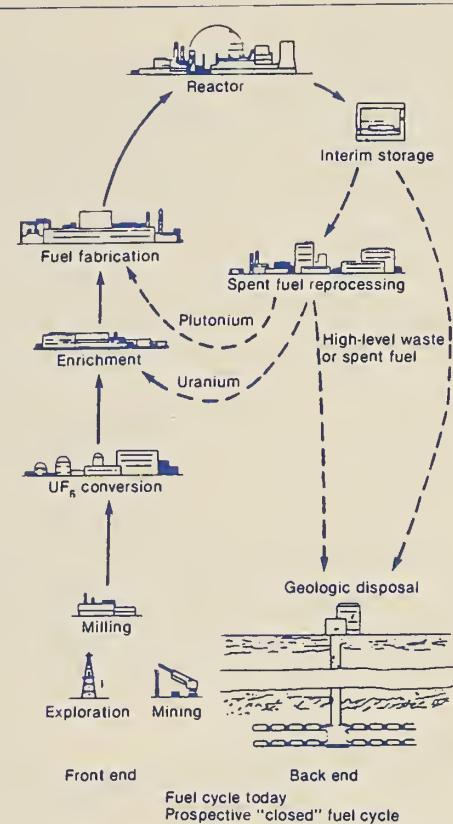 Reactor
Interim storage
Fuel fabrication
Spent fuel reprocessing
Plutonium
High-level waste
or spent fuel
Enrichment
Uranium
UF₆ conversion
Geologic disposal
Milling
Exploration
Mining
Front end
Back end
Fuel cycle today
Prospective "closed" fuel cycle